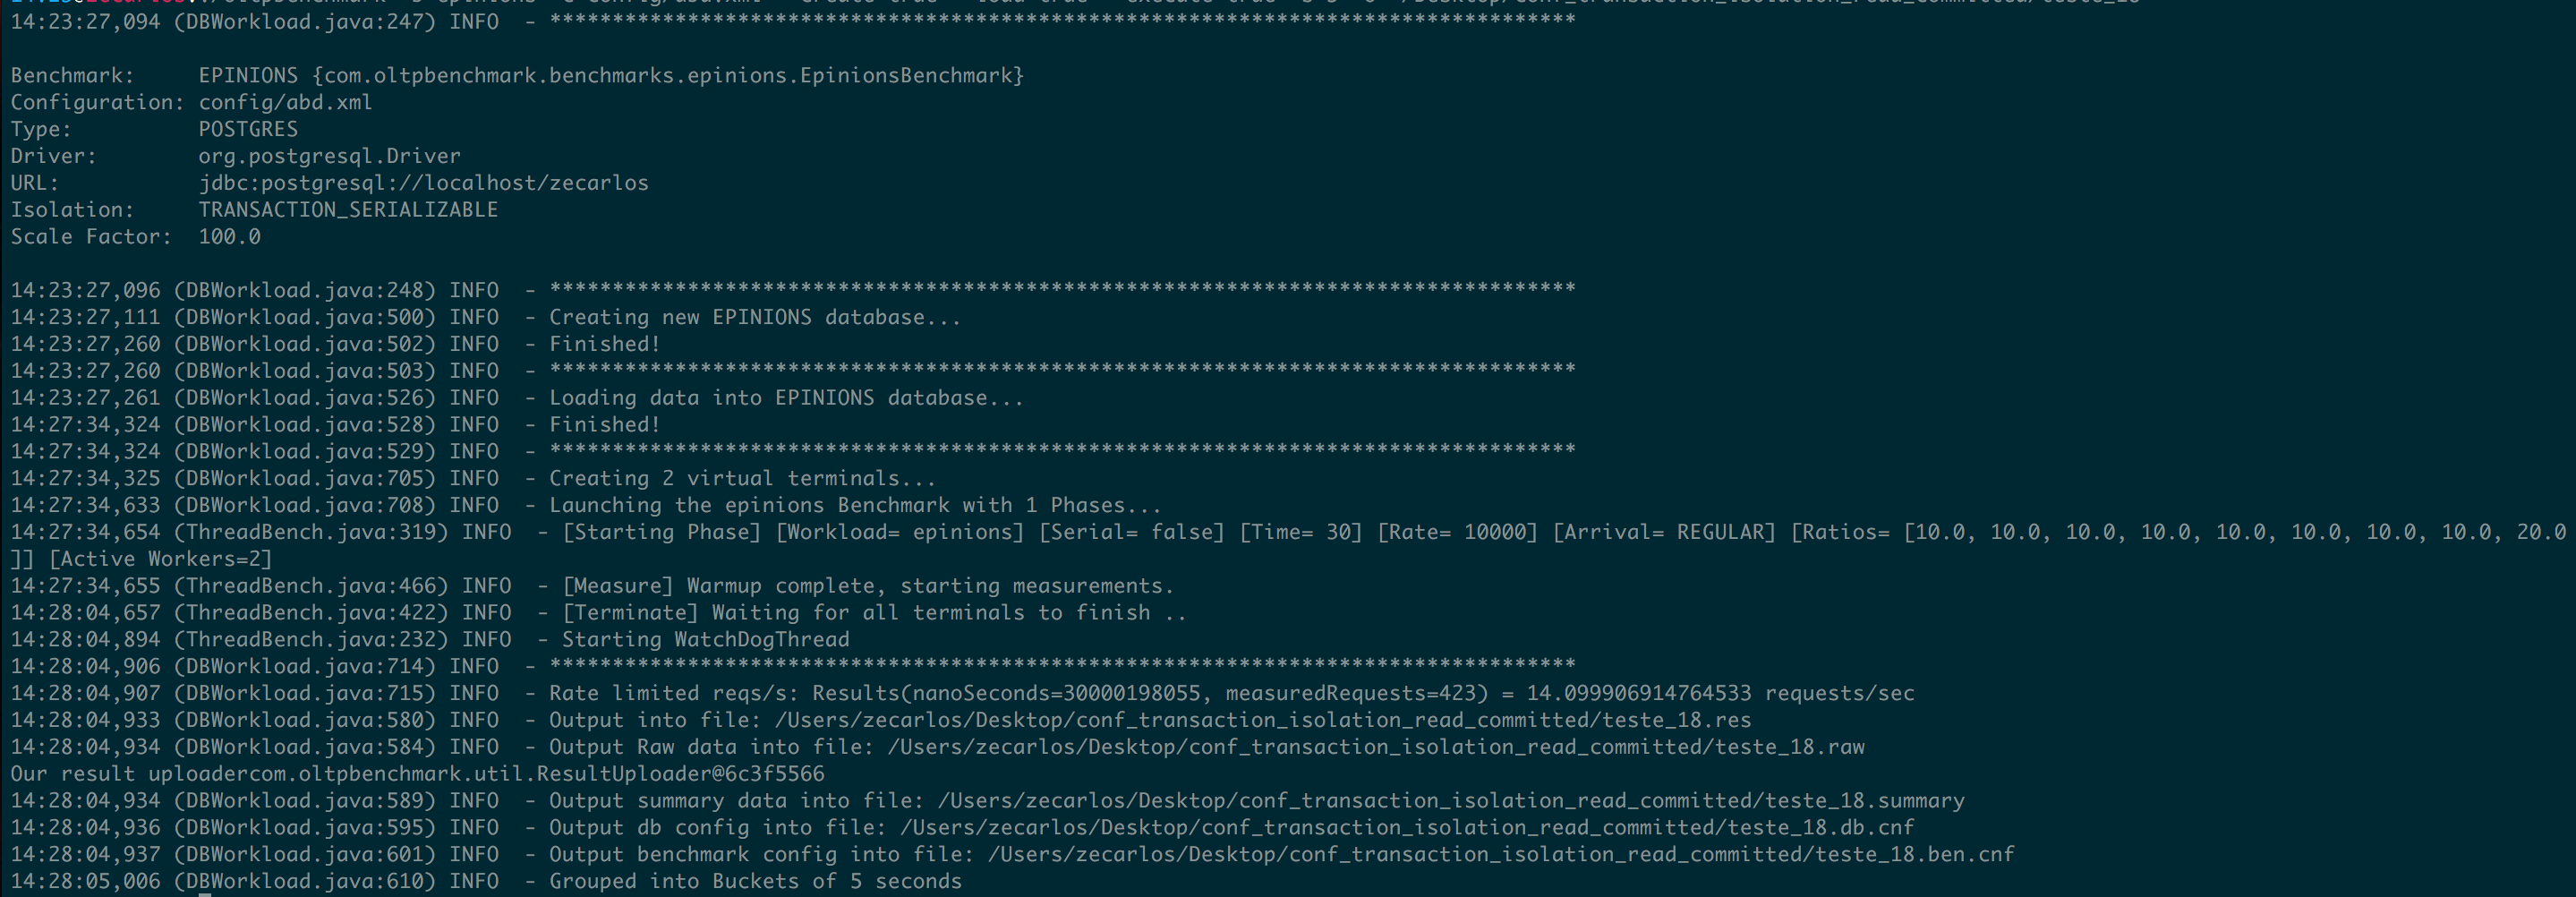 14:23:27,094 (DBWorkload.java:247) INFO  - **********************************************************************************
Benchmark:     EPINIONS {com.oltpbenchmark.benchmarks.epinions.EpinionsBenchmark}
Configuration: config/abd.xml
Type:          POSTGRES
Driver:        org.postgresql.Driver
URL:           jdbc:postgresql://localhost/zecarlos
Isolation:     TRANSACTION_SERIALIZABLE
Scale Factor:  100.0
14:23:27,096 (DBWorkload.java:248) INFO  - **********************************************************************************
14:23:27,111 (DBWorkload.java:500) INFO  - Creating new EPINIONS database...
14:23:27,260 (DBWorkload.java:502) INFO  - Finished!
14:23:27,260 (DBWorkload.java:503) INFO  - **********************************************************************************
14:23:27,261 (DBWorkload.java:526) INFO  - Loading data into EPINIONS database...
14:27:34,324 (DBWorkload.java:528) INFO  - Finished!
14:27:34,324 (DBWorkload.java:529) INFO  - **********************************************************************************
14:27:34,325 (DBWorkload.java:705) INFO  - Creating 2 virtual terminals...
14:27:34,633 (DBWorkload.java:708) INFO  - Launching the epinions Benchmark with 1 Phases...
14:27:34,654 (ThreadBench.java:319) INFO  - [Starting Phase] [Workload= epinions] [Serial= false] [Time= 30] [Rate= 10000] [Arrival= REGULAR] [Ratios= [10.0, 10.0, 10.0, 10.0, 10.0, 10.0, 10.0, 10.0, 20.0
]] [Active Workers=2]
14:27:34,655 (ThreadBench.java:466) INFO  - [Measure] Warmup complete, starting measurements.
14:28:04,657 (ThreadBench.java:422) INFO  - [Terminate] Waiting for all terminals to finish ..
14:28:04,894 (ThreadBench.java:232) INFO  - Starting WatchDogThread
14:28:04,906 (DBWorkload.java:714) INFO  - **********************************************************************************
14:28:04,907 (DBWorkload.java:715) INFO  - Rate limited reqs/s: Results(nanoSeconds=30000198055, measuredRequests=423) = 14.099906914764533 requests/sec
14:28:04,933 (DBWorkload.java:580) INFO  - Output into file: /Users/zecarlos/Desktop/conf_transaction_isolation_read_committed/teste_18.res
14:28:04,934 (DBWorkload.java:584) INFO  - Output Raw data into file: /Users/zecarlos/Desktop/conf_transaction_isolation_read_committed/teste_18.raw
Our result uploadercom.oltpbenchmark.util.ResultUploader@6c3f5566
14:28:04,934 (DBWorkload.java:589) INFO  - Output summary data into file: /Users/zecarlos/Desktop/conf_transaction_isolation_read_committed/teste_18.summary
14:28:04,936 (DBWorkload.java:595) INFO  - Output db config into file: /Users/zecarlos/Desktop/conf_transaction_isolation_read_committed/teste_18.db.cnf
14:28:04,937 (DBWorkload.java:601) INFO  - Output benchmark config into file: /Users/zecarlos/Desktop/conf_transaction_isolation_read_committed/teste_18.ben.cnf
14:28:05,006 (DBWorkload.java:610) INFO  - Grouped into Buckets of 5 seconds